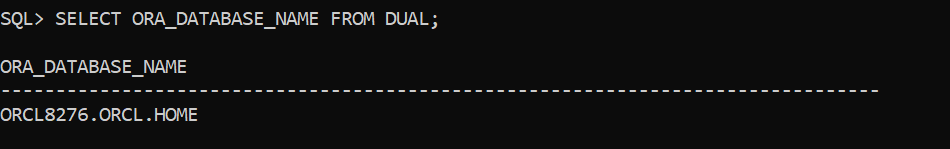 SQL> SELECT ORA_DATABASE_NAME FROM DUAL;
ORA_DATABASE_NAME
--------------------------------------------------------------------------------
ORCL8276.ORCL.HOME